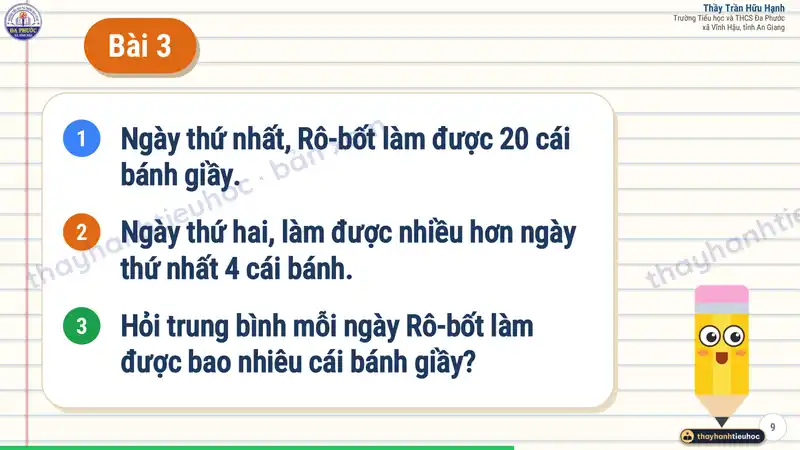 ĐA PHƯỚC
Thầy Trần Hữu Hạnh
Trường Tiểu học và THCS Đa Phước
xã Vĩnh Hậu, tỉnh An Giang
Bài 3
1 Ngày thứ nhất, Rô-bốt làm được 20 cái
bánh giầy.
2 Ngày thứ hai, làm được nhiều hơn ngày
thứ nhất 4 cái bánh.
3 Hỏi trung bình mỗi ngày Rô-bốt làm
được bao nhiêu cái bánh giầy?
thayhanhtieuhoc
9